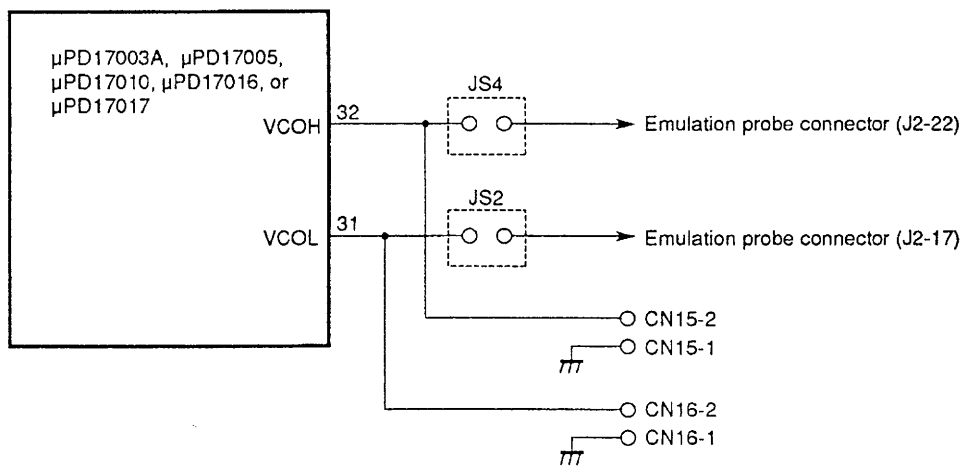 µPD17003A, µPD17005,
µPD17010, µPD17016, or
µPD17017
VCOH
32
JS4
Emulation probe connector (J2-22)
VCOL
31
JS2
Emulation probe connector (J2-17)
CN15-2
CN15-1
CN16-2
CN16-1